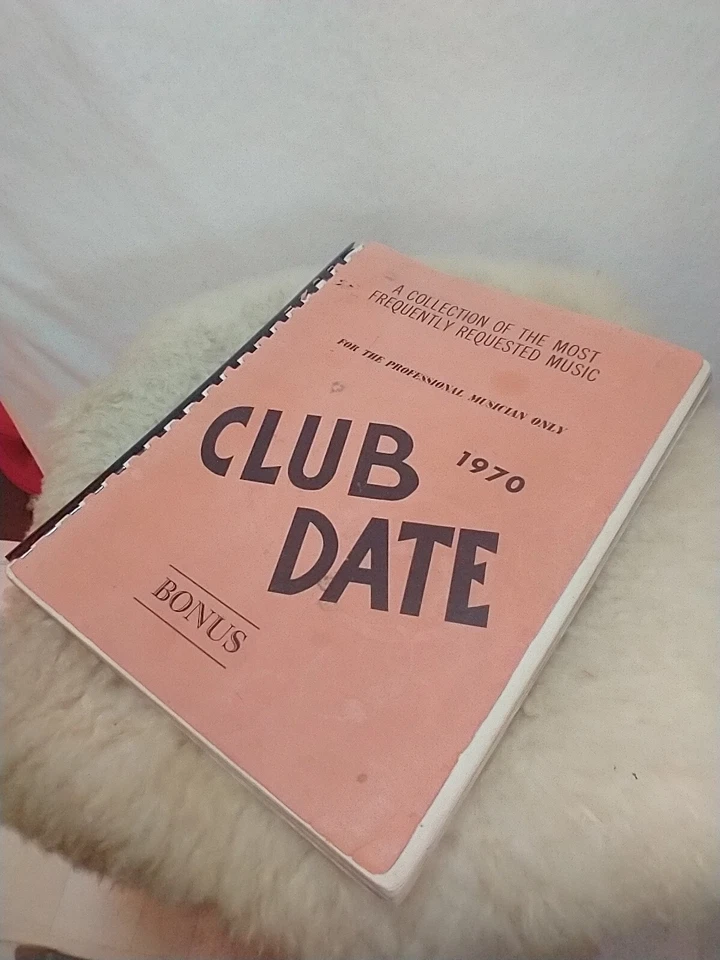 A COLLECTION OF THE MOST
FREQUENTLY REQUESTED MUSIC
FOR THE PROFESSIONAL MUSICIAN ONLY
CLUB
1970
DATE
BONUS